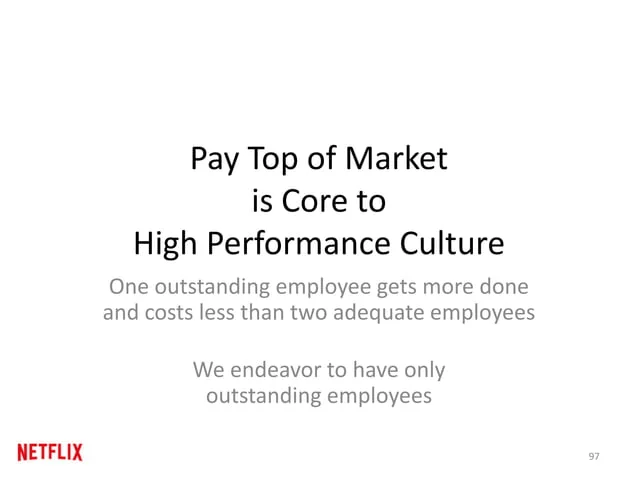 Pay Top of Market
is Core to
High Performance Culture
One outstanding employee gets more done
and costs less than two adequate employees
We endeavor to have only
outstanding employees
NETFLIX
97